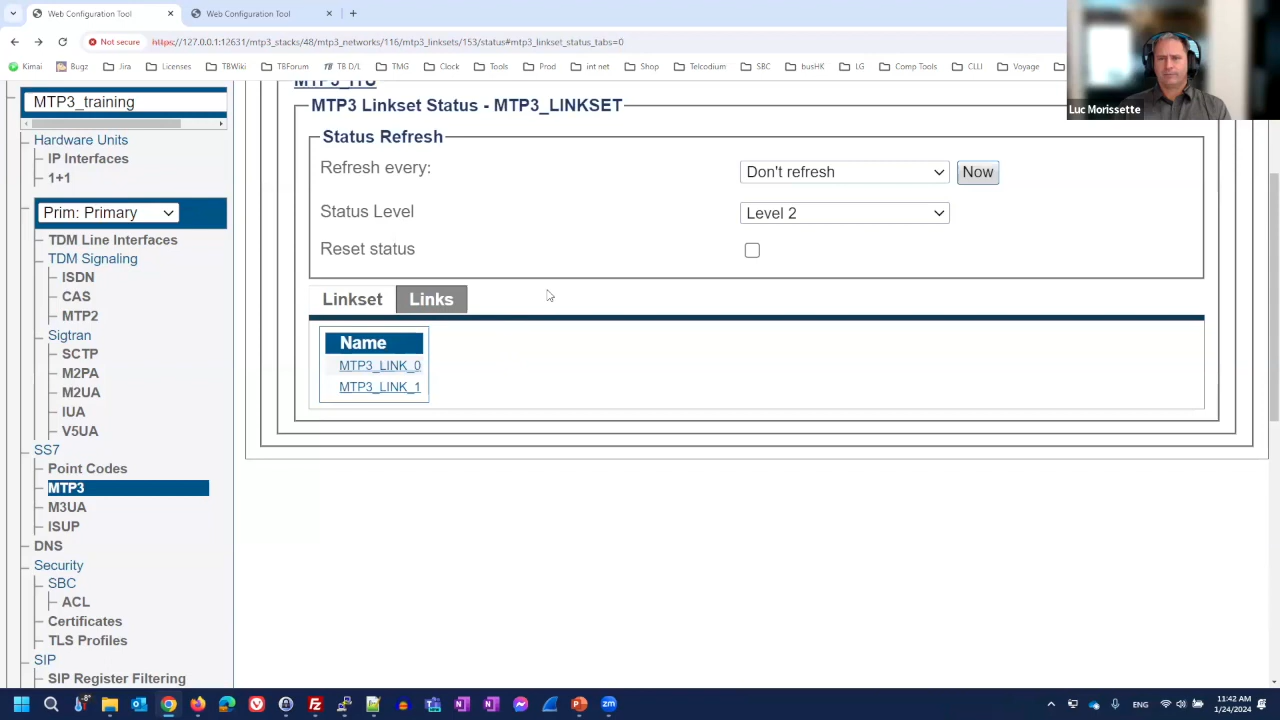 Web Configuration Tool
Web Configuration Tool
Not secure
https://127.0.0.1:12631/mtp3_stacks/48/mtp3_networks/116/mtp3_linksets/153/status#mtp3_linkset_status_tabs=0
Kimai
Bugz
Jira
Licenses
TBWiki
TBForum
TB D/L
TMG
Clock
Tools
Prod
int net
Shop
Telcodium
SBC
busHK
LG
Comp Tools
CLLI
Voyage
Luc Morissette
MTP3_training
Hardware Units
IP Interfaces
1+1
Prim: Primary
TDM Line Interfaces
TDM Signaling
ISDN
CAS
MTP2
Sigtran
SCTP
M2PA
M2UA
IUA
V5UA
SS7
Point Codes
MTP3
M3UA
ISUP
DNS
Security
SBC
ACL
Certificates
TLS Profiles
SIP
SIP Register Filtering
MTP3_ITU
MTP3 Linkset Status - MTP3_LINKSET
Status Refresh
Refresh every:
Don't refresh
Now
Status Level
Level 2
Reset status
Linkset
Links
Name
MTP3_LINK_0
MTP3_LINK_1
ENG
11:42 AM
1/24/2024